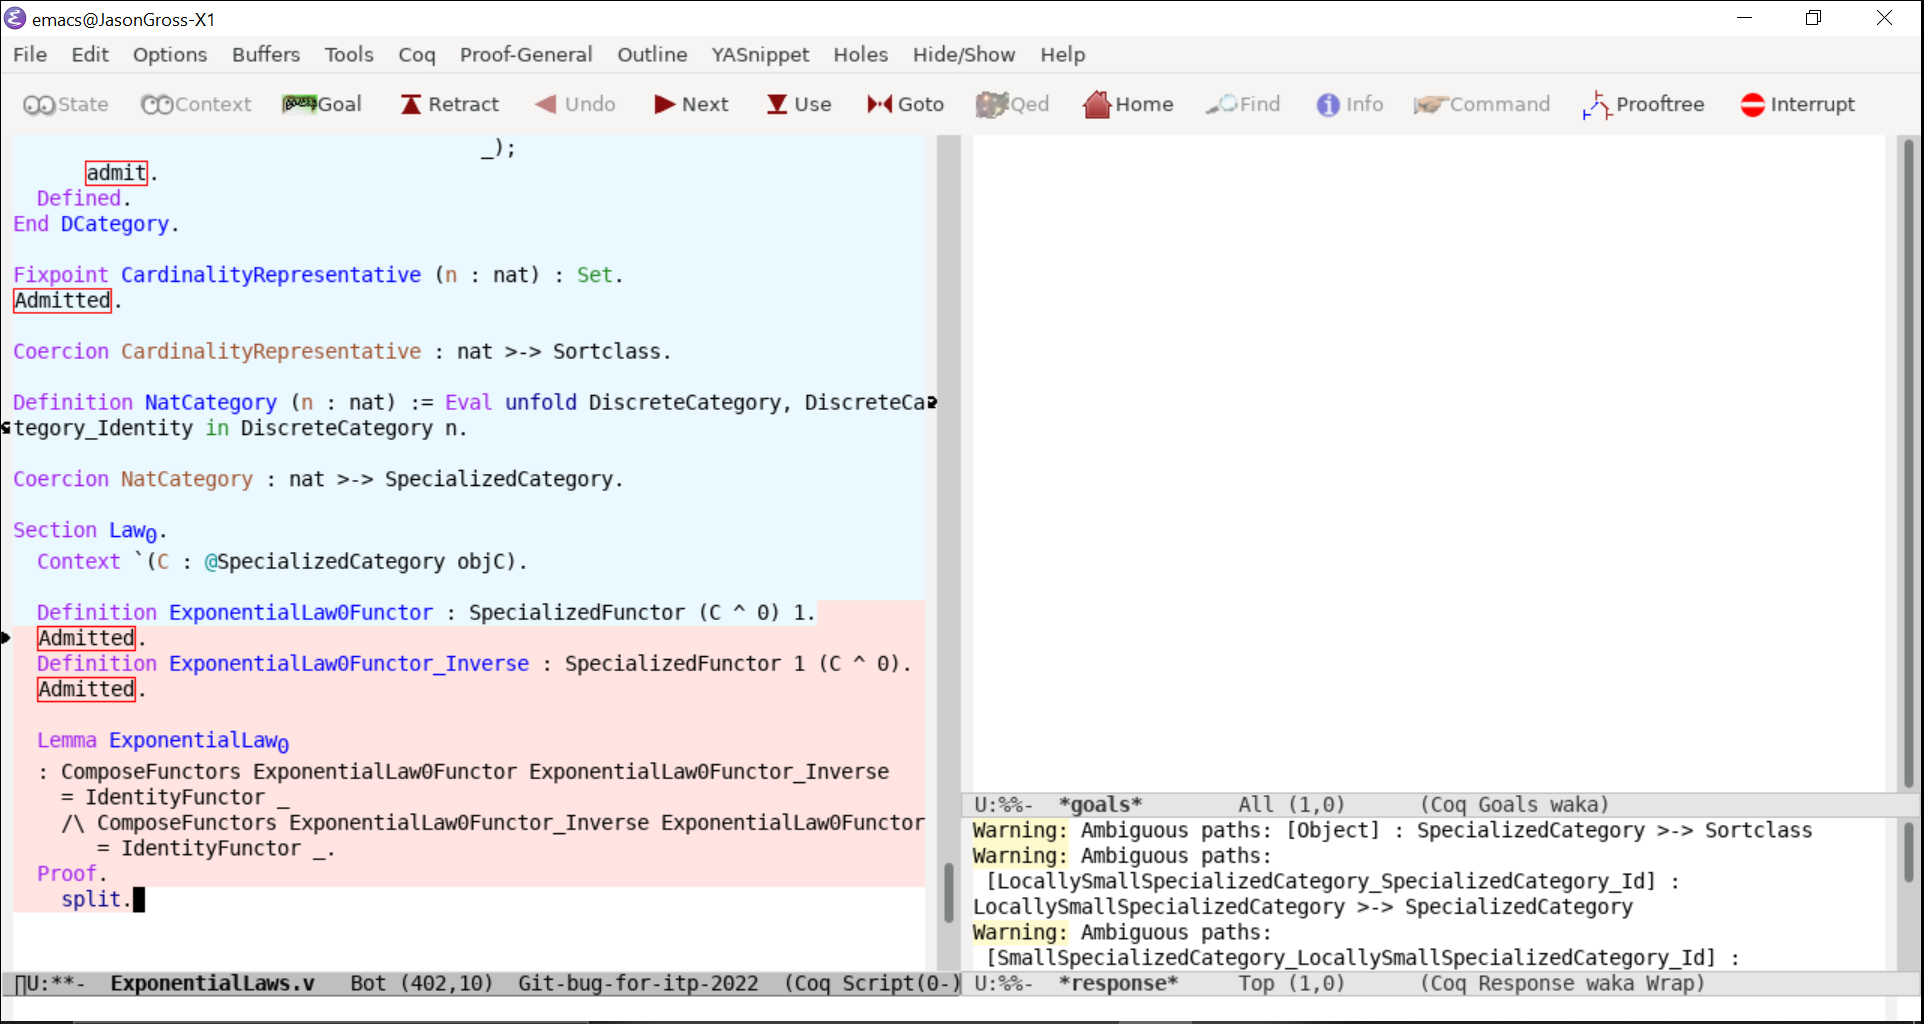 emacs@JasonGross-X1
File Edit Options Buffers Tools Coq Proof-General Outline YASnippet Holes Hide/Show Help
State Context Goal Retract Undo Next Use Goto Qed Home Find Info Command Prooftree Interrupt
_);
admit.
Defined.
End DCategory.
Fixpoint CardinalityRepresentative (n : nat) : Set.
Admitted.
Coercion CardinalityRepresentative : nat >-> Sortclass.
Definition NatCategory (n : nat) := Eval unfold DiscreteCategory, DiscreteCa
tegory_Identity in DiscreteCategory n.
Coercion NatCategory : nat >-> SpecializedCategory.
Section Law₀.
Context `(C : @SpecializedCategory objC).
Definition ExponentialLaw0Functor : SpecializedFunctor (C ^ 0) 1.
Admitted.
Definition ExponentialLaw0Functor_Inverse : SpecializedFunctor 1 (C ^ 0).
Admitted.
Lemma ExponentialLaw₀
: ComposeFunctors ExponentialLaw0Functor ExponentialLaw0Functor_Inverse
= IdentityFunctor _
/\ ComposeFunctors ExponentialLaw0Functor_Inverse ExponentialLaw0Functor
= IdentityFunctor _.
Proof.
split.
U:**- ExponentialLaws.v Bot (402,10) Git-bug-for-itp-2022 (Coq Script(0-)
U:%%- *goals* All (1,0) (Coq Goals waka)
Warning: Ambiguous paths: [Object] : SpecializedCategory >-> Sortclass
Warning: Ambiguous paths:
[LocallySmallSpecializedCategory_SpecializedCategory_Id] :
LocallySmallSpecializedCategory >-> SpecializedCategory
Warning: Ambiguous paths:
[SmallSpecializedCategory_LocallySmallSpecializedCategory_Id] :
U:%%- *response* Top (1,0) (Coq Response waka Wrap)